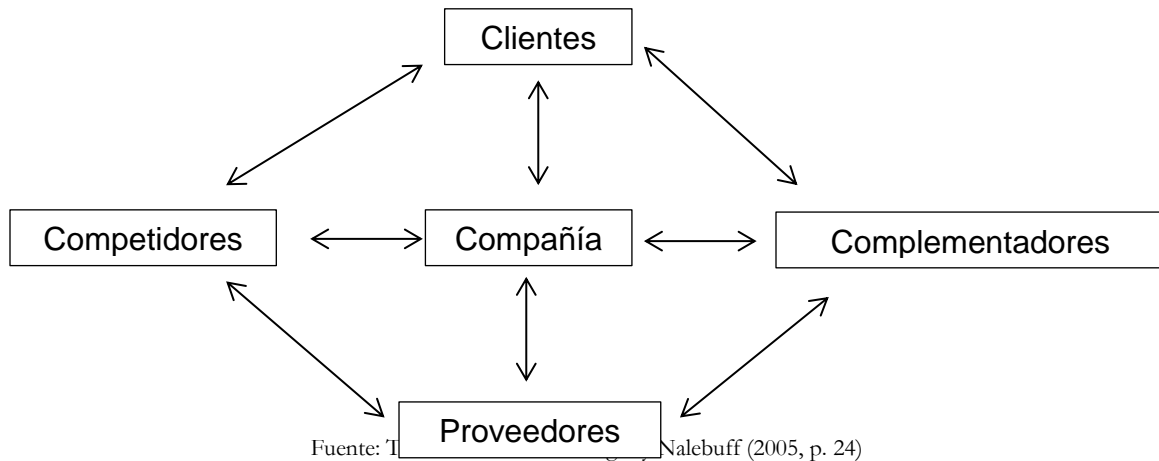 Clientes
Competidores
Compañía
Complementadores
Proveedores
Fuente: T Nalebuff (2005, p. 24)